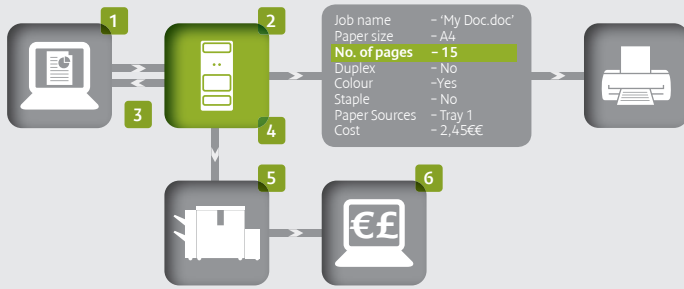 1
2
Job name – ‘My Doc.doc’
Paper size – A4
No. of pages – 15
Duplex – No
Colour –Yes
Staple – No
Paper Sources – Tray 1
Cost – 2,45€€
3
4
5
6
€£